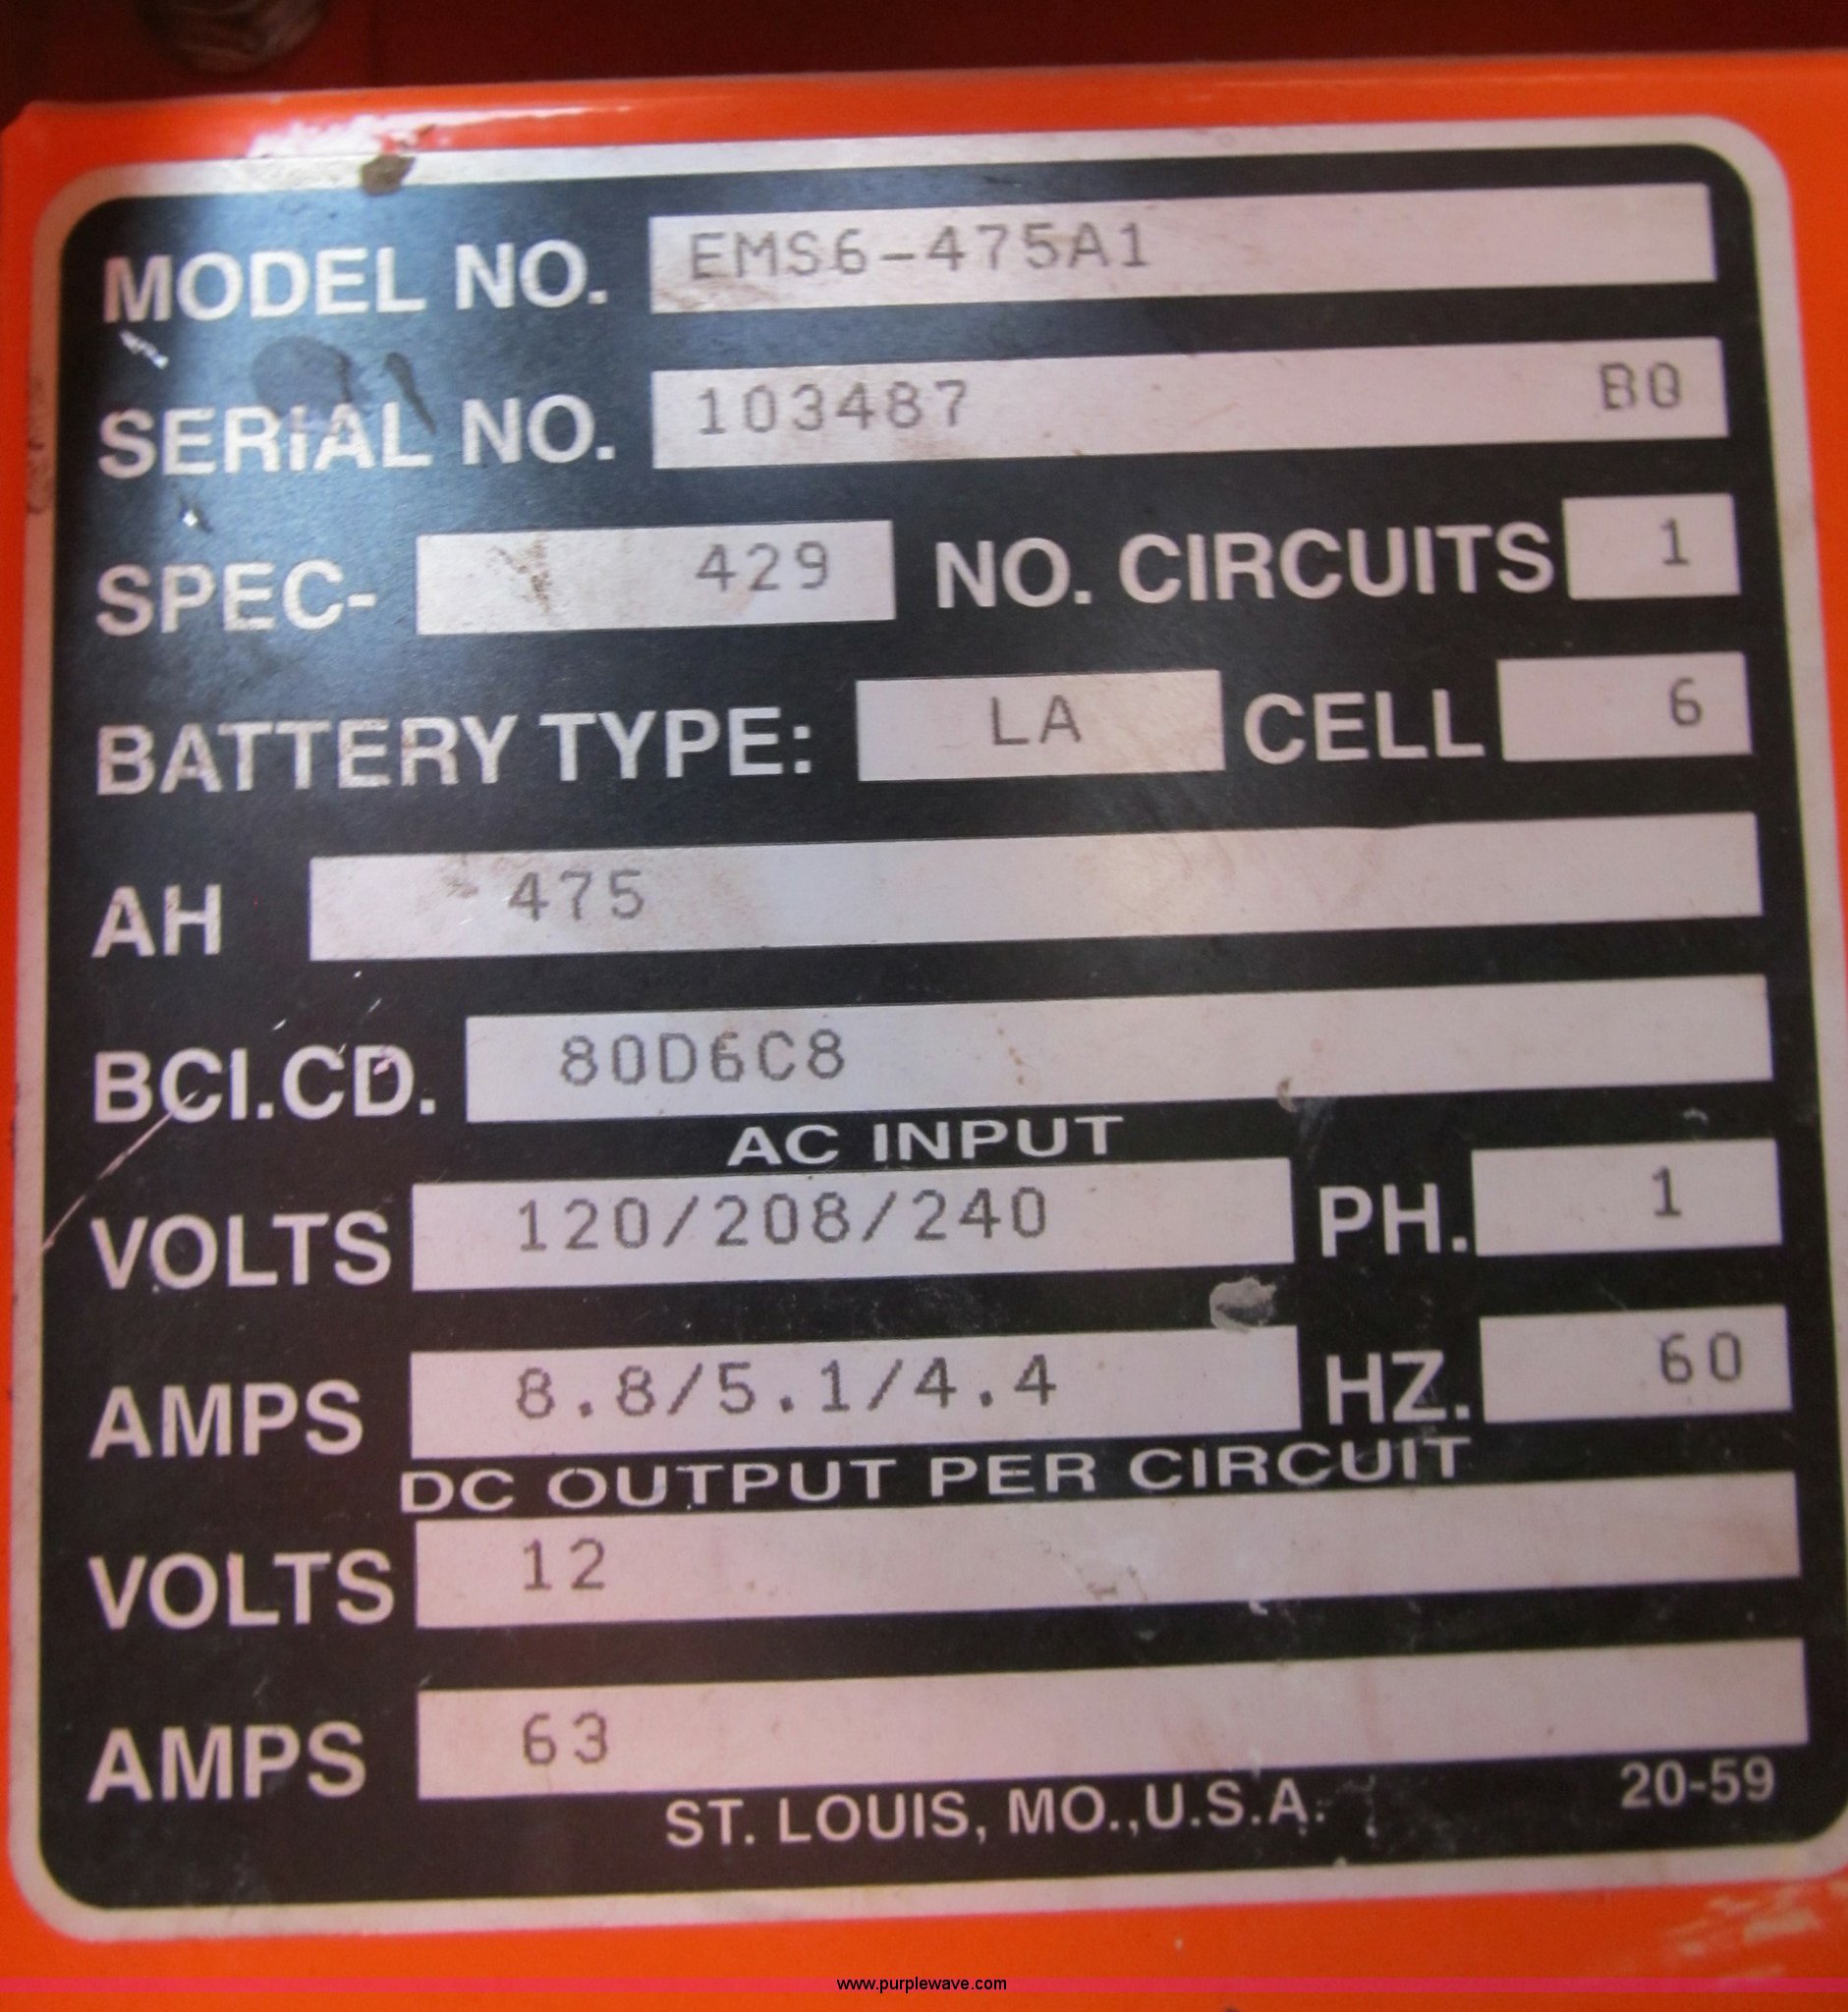 MODEL NO. EMS6-475A1
SERIAL NO. 103487 BQ
SPEC- 429 NO. CIRCUITS 1
BATTERY TYPE: LA CELL 6
AH 475
BCI.CD. 80D6C8
AC INPUT
VOLTS 120/208/240 PH. 1
AMPS 8.8/5.1/4.4 HZ. 60
DC OUTPUT PER CIRCUIT
VOLTS 12
AMPS 63
ST. LOUIS, MO.,U.S.A. 20-59
www.purplewave.com